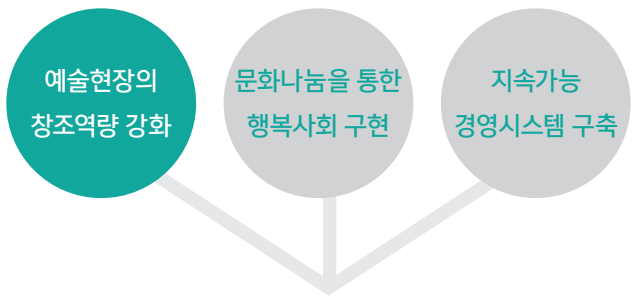 예술현장의
창조역량 강화
문화나눔을 통한
행복사회 구현
지속가능
경영시스템 구축